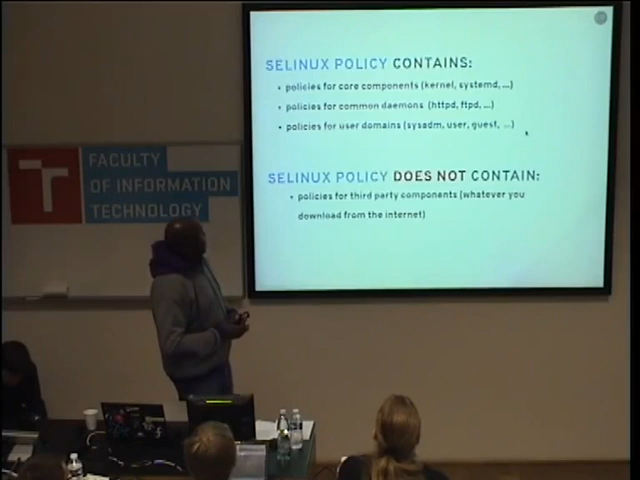 SELINUX POLICY CONTAINS:
• policies for core components (kernel, systemd, ...)
• policies for common daemons (httpd, ftpd, ...)
• policies for user domains (sysadm, user, guest, ...)
SELINUX POLICY DOES NOT CONTAIN:
• policies for third party components (whatever you
download from the internet)
T
FACULTY
OF INFORMATION
TECHNOLOGY